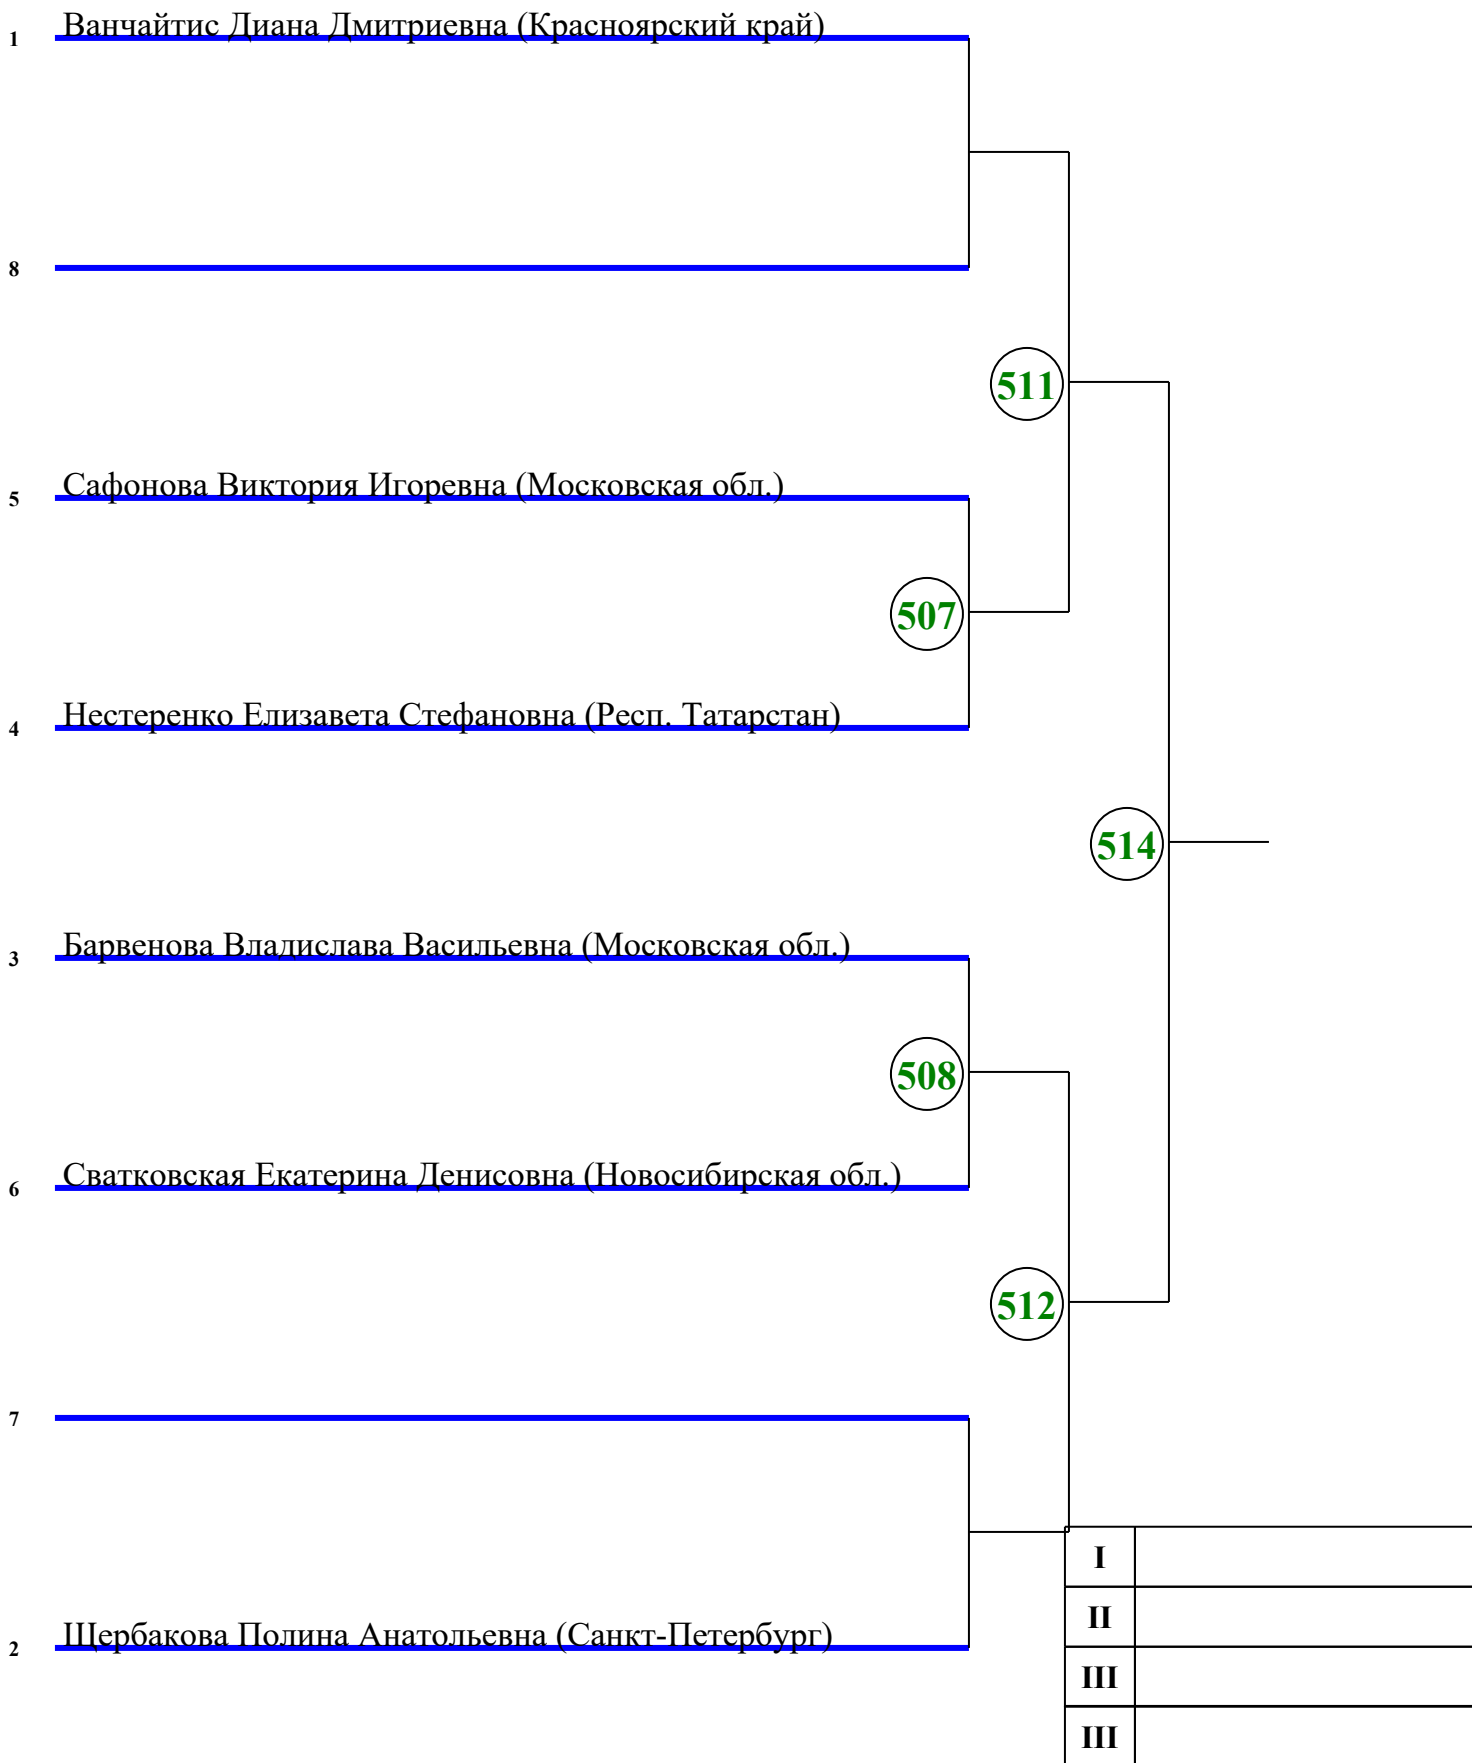 1 Ванчайтис Диана Дмитриевна (Красноярский край)
8
511
5 Сафонова Виктория Игоревна (Московская обл.)
507
4 Нестеренко Елизавета Стефановна (Респ. Татарстан)
514
3 Барвенова Владислава Васильевна (Московская обл.)
508
6 Сватковская Екатерина Денисовна (Новосибирская обл.)
512
7
I
II
2 Щербакова Полина Анатольевна (Санкт-Петербург)
III
III